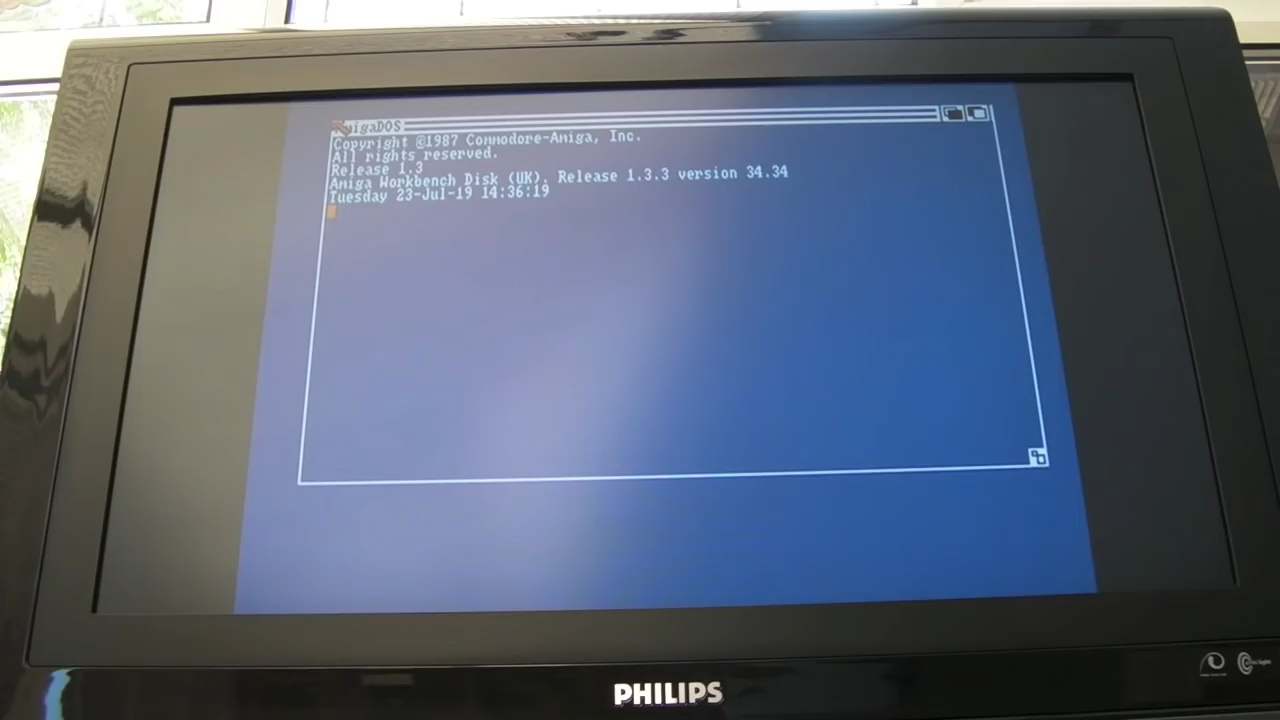 AmigaDOS
Copyright ©1987 Commodore-Amiga, Inc.
All rights reserved.
Release 1.3
Amiga Workbench Disk (UK). Release 1.3.3 version 34.34
Tuesday 23-Jul-19 14:36:19
PHILIPS